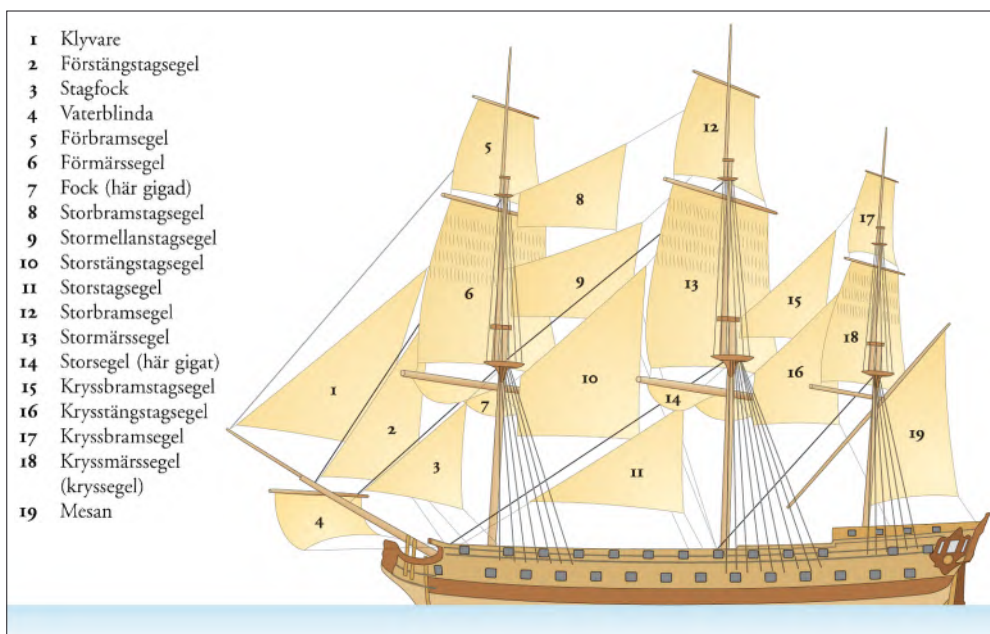 1 Klyvare
2 Förstängstagsegel
3 Stagfock
4 Vaterblinda
5 Förbramsegel
6 Förmärssegel
7 Fock (här gigad)
8 Storbramstagsegel
9 Stormellanstagsegel
10 Storstängstagsegel
11 Storstagsegel
12 Storbramsegel
13 Stormärssegel
14 Storsegel (här gigat)
15 Kryssbramstagsegel
16 Krysstängstagsegel
17 Kryssbramsegel
18 Kryssmärssegel
(kryssegel)
19 Mesan
12
5
8
17
9
6
13
15
18
16
10
1
7
14
2
19
3
11
4